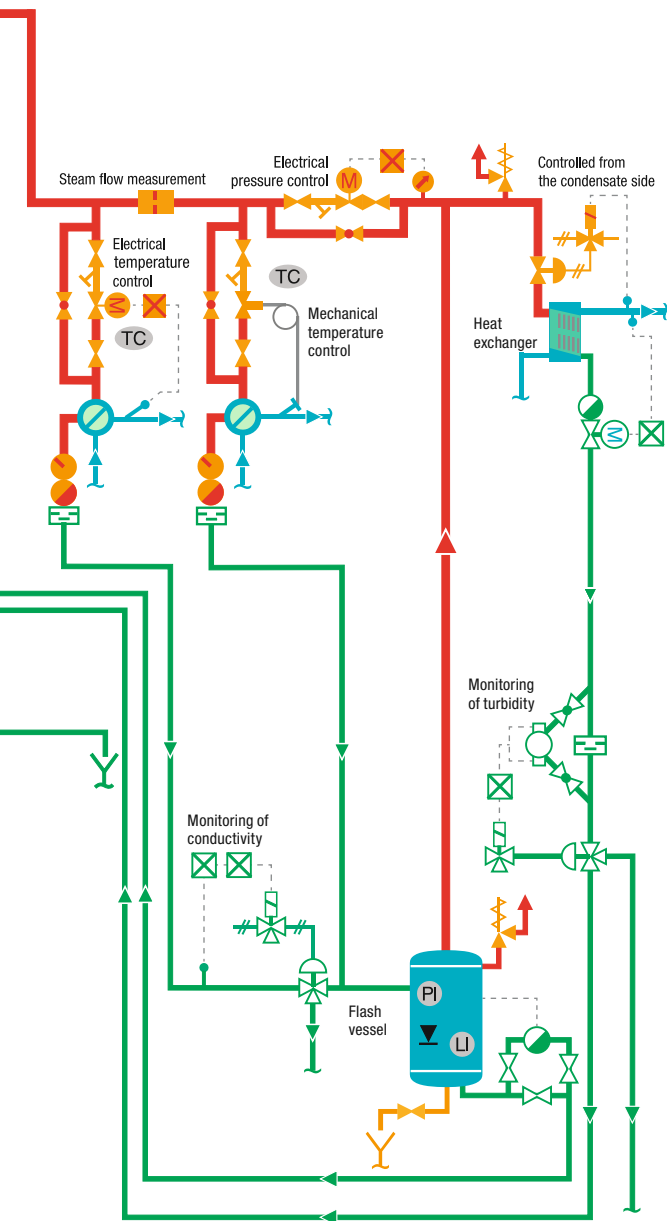 Electrical
pressure control
M
Controlled from
the condensate side
Steam flow measurement
Electrical
temperature
control
M
TC
TC
Mechanical
temperature
control
Heat
exchanger
M
Monitoring
of turbidity
Monitoring of
conductivity
PI
Flash
vessel
LI